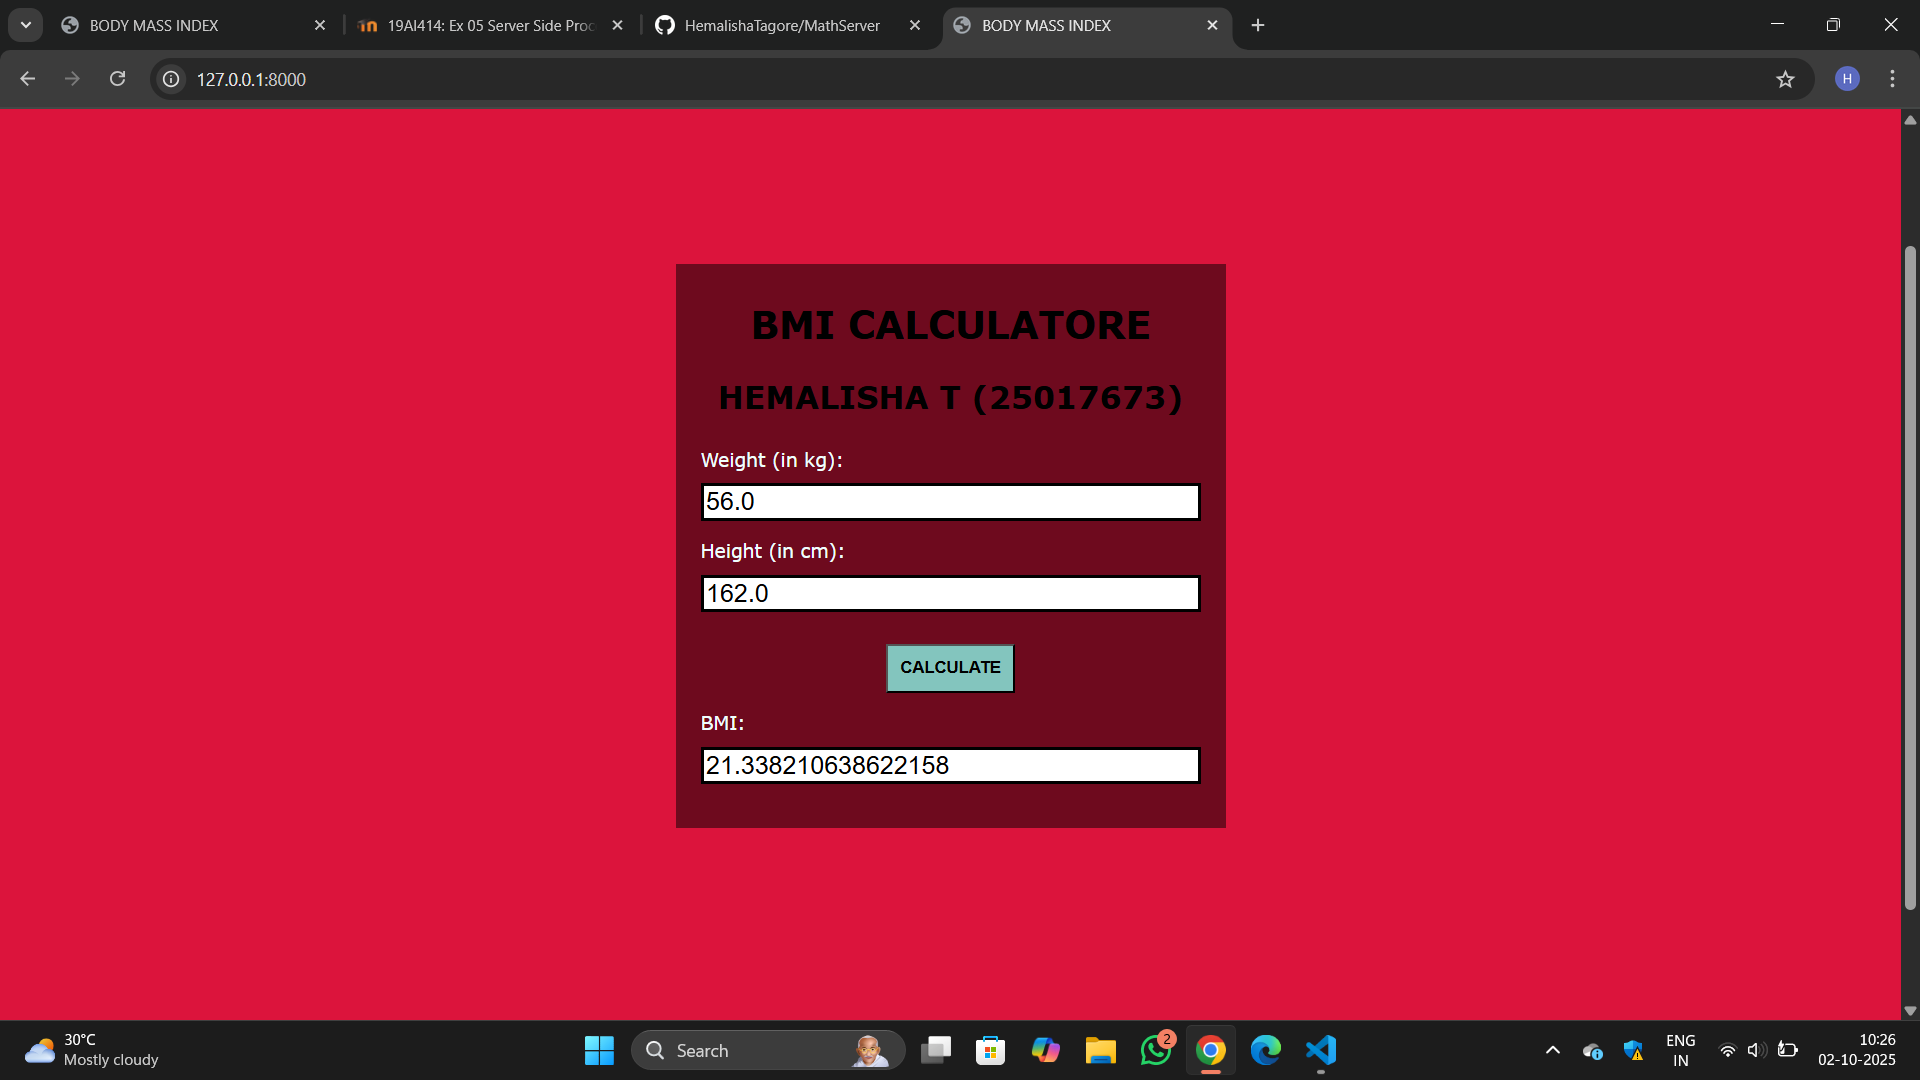 BODY MASS INDEX
19AI414: Ex 05 Server Side Proc
HemalishaTagore/MathServer
BODY MASS INDEX
127.0.0.1:8000
H
BMI CALCULATORE
HEMALISHA T (25017673)
Weight (in kg):
56.0
Height (in cm):
162.0
CALCULATE
BMI:
21.338210638622158
30°C
Mostly cloudy
Search
2
ENG
IN
10:26
02-10-2025